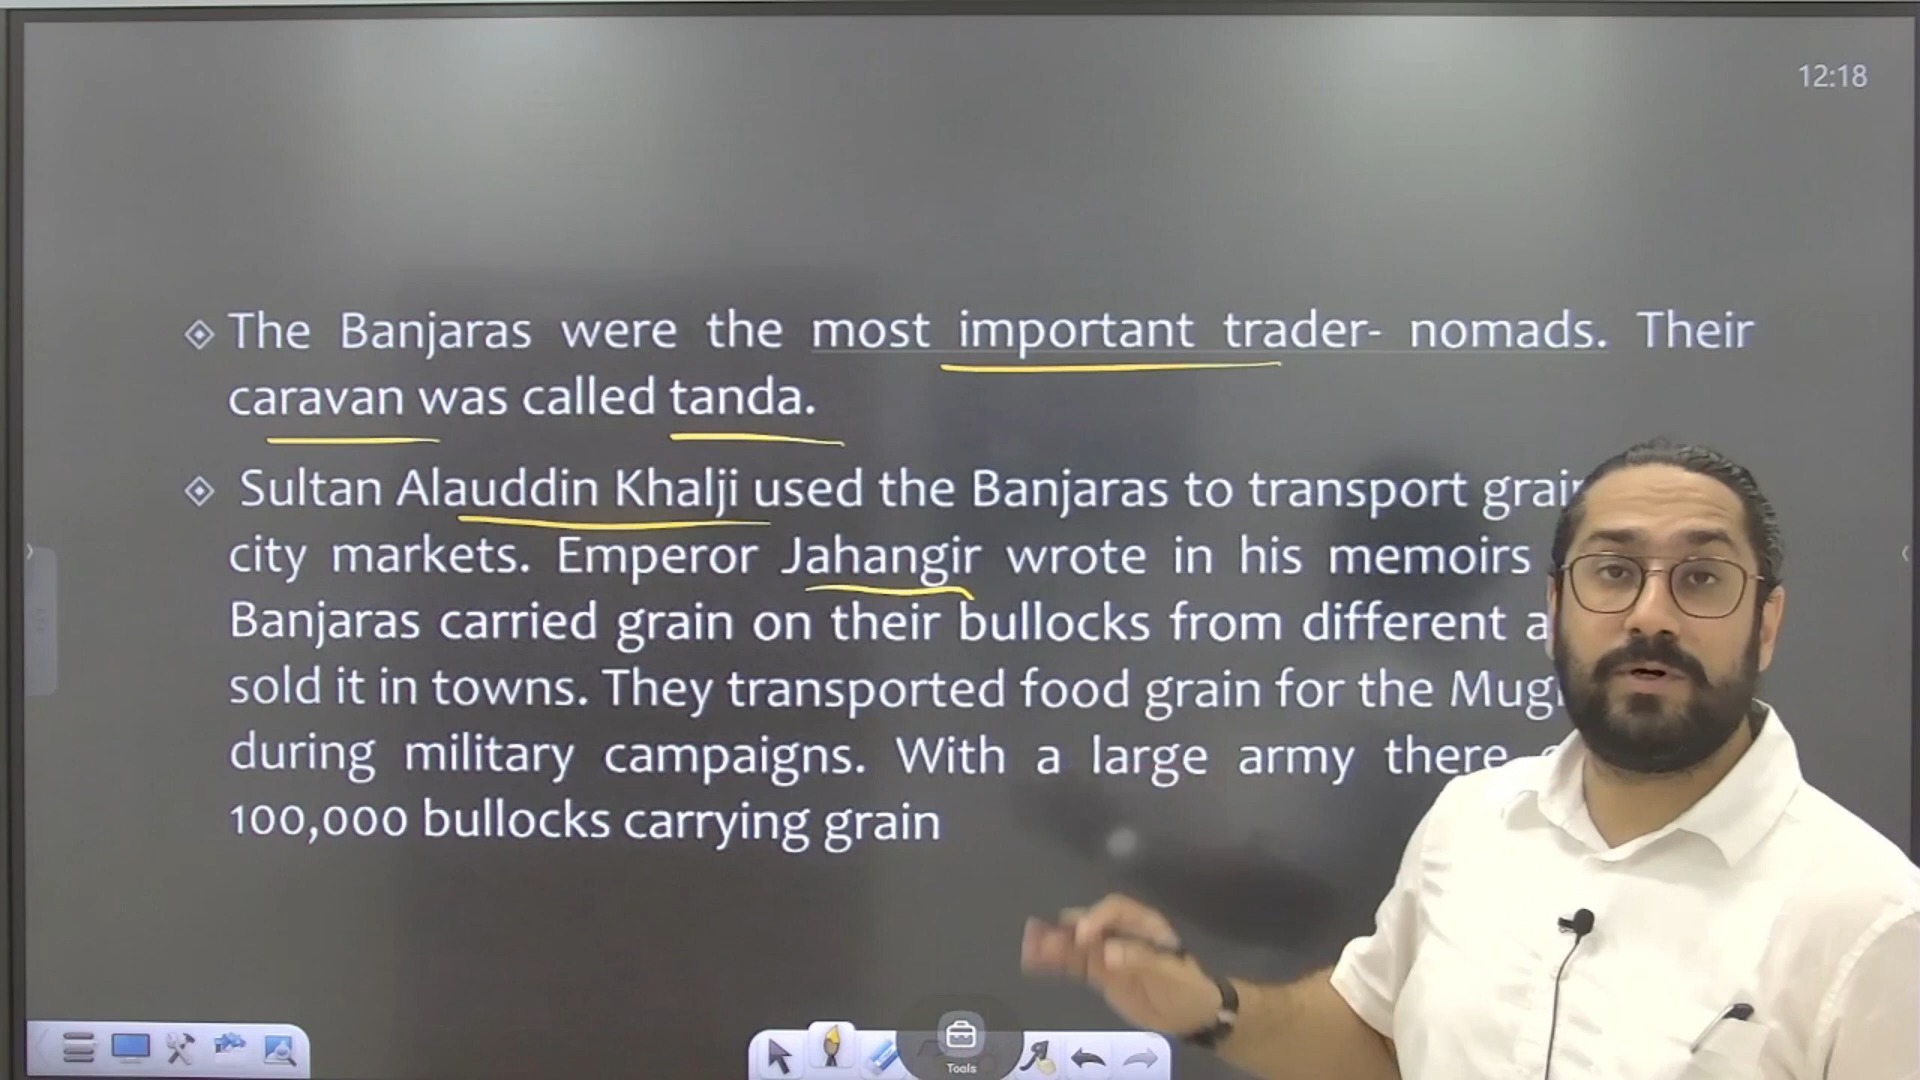 12:18
The Banjaras were the most important trader- nomads. Their
caravan was called tanda.
Sultan Alauddin Khalji used the Banjaras to transport
city markets. Emperor Jahangir wrote in his memoirs
Banjaras carried grain on their bullocks from different
sold it in towns. They transported food grain for the
during military campaigns. With a large army there
100,000 bullocks carrying grain
Tools